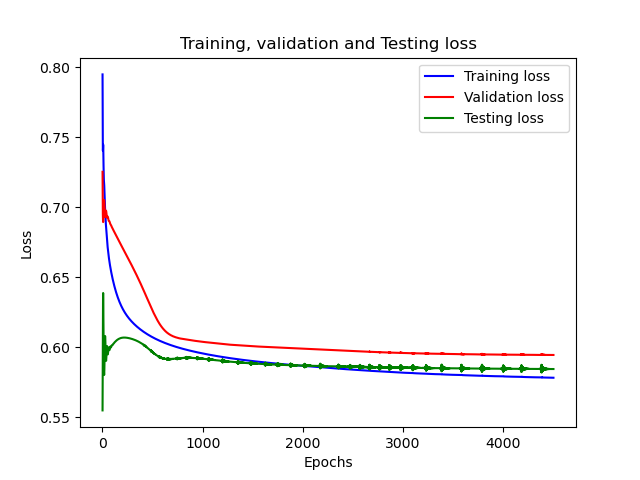 Training, validation and Testing loss
Training loss
Validation loss
Testing loss
Loss
0.80
0.75
0.70
0.65
0.60
0.55
0
1000
2000
3000
4000
Epochs